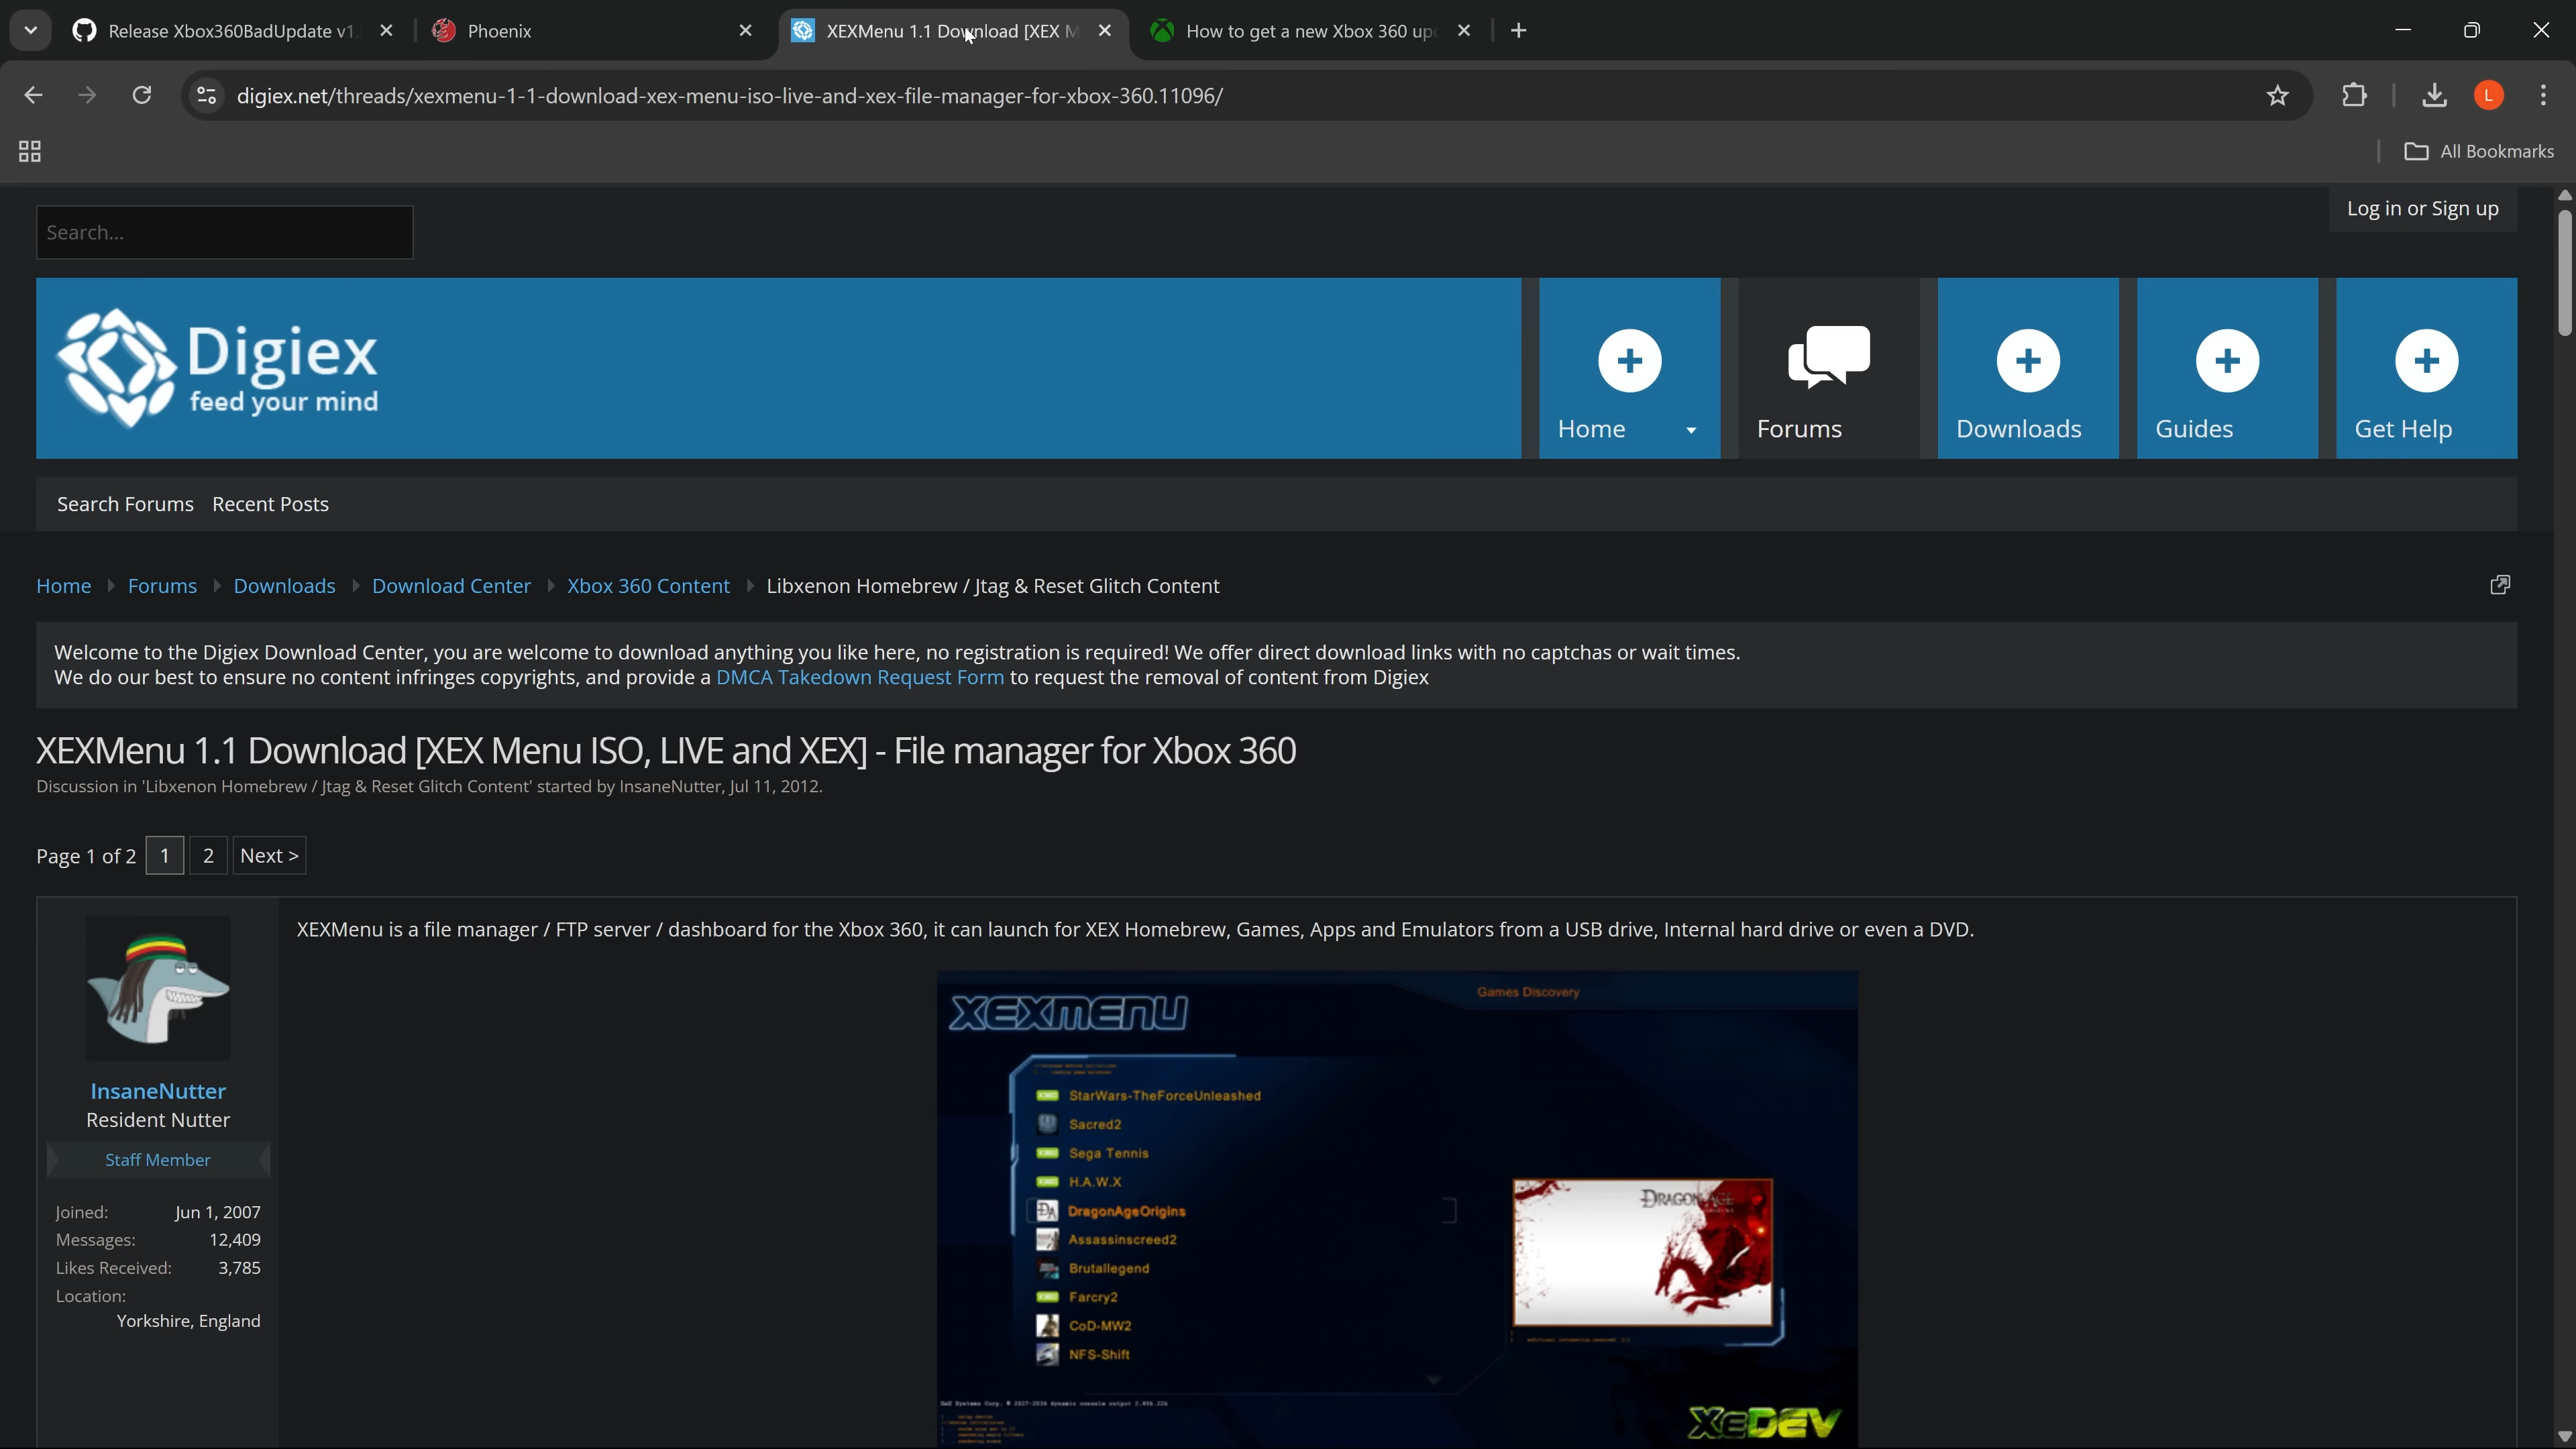 Release Xbox360BadUpdate v1.
Phoenix
XEXMenu 1.1 Download [XEX M
How to get a new Xbox 360 up
digiex.net/threads/xexmenu-1-1-download-xex-menu-iso-live-and-xex-file-manager-for-xbox-360.11096/
L
All Bookmarks
Search...
Log in or Sign up
Digiex
feed your mind
Home
Forums
Downloads
Guides
Get Help
Search Forums Recent Posts
Home Forums Downloads Download Center Xbox 360 Content Libxenon Homebrew / Jtag & Reset Glitch Content
Welcome to the Digiex Download Center, you are welcome to download anything you like here, no registration is required! We offer direct download links with no captchas or wait times.
We do our best to ensure no content infringes copyrights, and provide a DMCA Takedown Request Form to request the removal of content from Digiex
XEXMenu 1.1 Download [XEX Menu ISO, LIVE and XEX] - File manager for Xbox 360
Discussion in 'Libxenon Homebrew / Jtag & Reset Glitch Content' started by InsaneNutter, Jul 11, 2012.
Page 1 of 2 1 2 Next >
XEXMenu is a file manager / FTP server / dashboard for the Xbox 360, it can launch for XEX Homebrew, Games, Apps and Emulators from a USB drive, Internal hard drive or even a DVD.
InsaneNutter
Resident Nutter
Staff Member
Joined: Jun 1, 2007
Messages: 12,409
Likes Received: 3,785
Location:
Yorkshire, England
XEXMENU
Games Discovery
StarWars-TheForceUnleashed
Sacred2
Sega Tennis
H.A.W.X
DragonAgeOrigins
Assassinscreed2
Brutallegend
Farcry2
CoD-MW2
NFS-Shift
DRAGON AGE
XeDEV